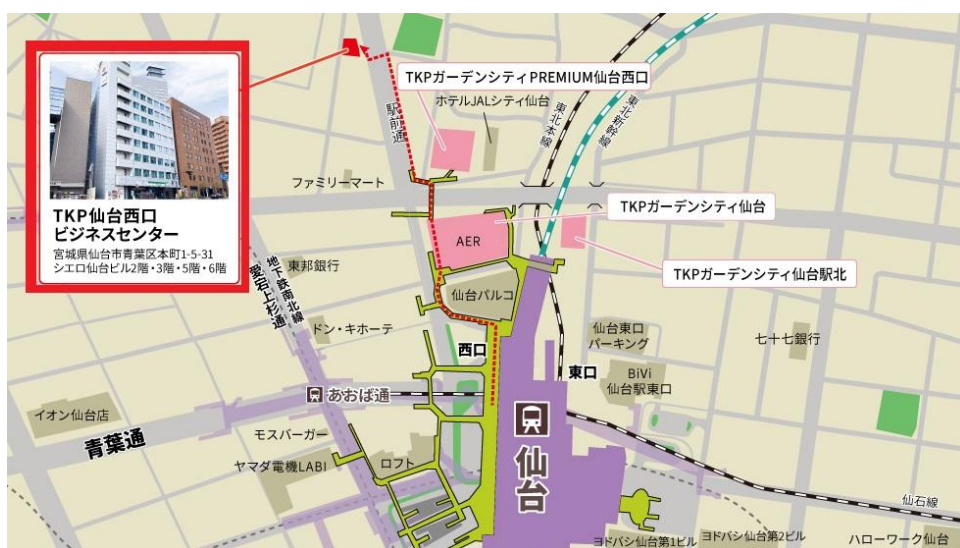 TKP仙台西口
ビジネスセンター
宮城県仙台市青葉区本町1-5-31
シエロ仙台ビル2階・3階・5階・6階
駅前通
TKPガーデンシティPREMIUM仙台西口
ホテルJALシティ仙台
東北本線
東北新幹線
ファミリーマート
TKPガーデンシティ仙台
AER
TKPガーデンシティ仙台駅北
東邦銀行
地下鉄南北線
愛宕上杉通
仙台パルコ
ドン・キホーテ
西口
仙台東口
パーキング
七十七銀行
東口
BiVi
仙台駅東口
あおば通
イオン仙台店
青葉通
モスバーガー
ヤマダ電機LABI
ロフト
仙台
仙石線
ヨドバシ仙台第1ビル
ヨドバシ仙台第2ビル
ハローワーク仙台